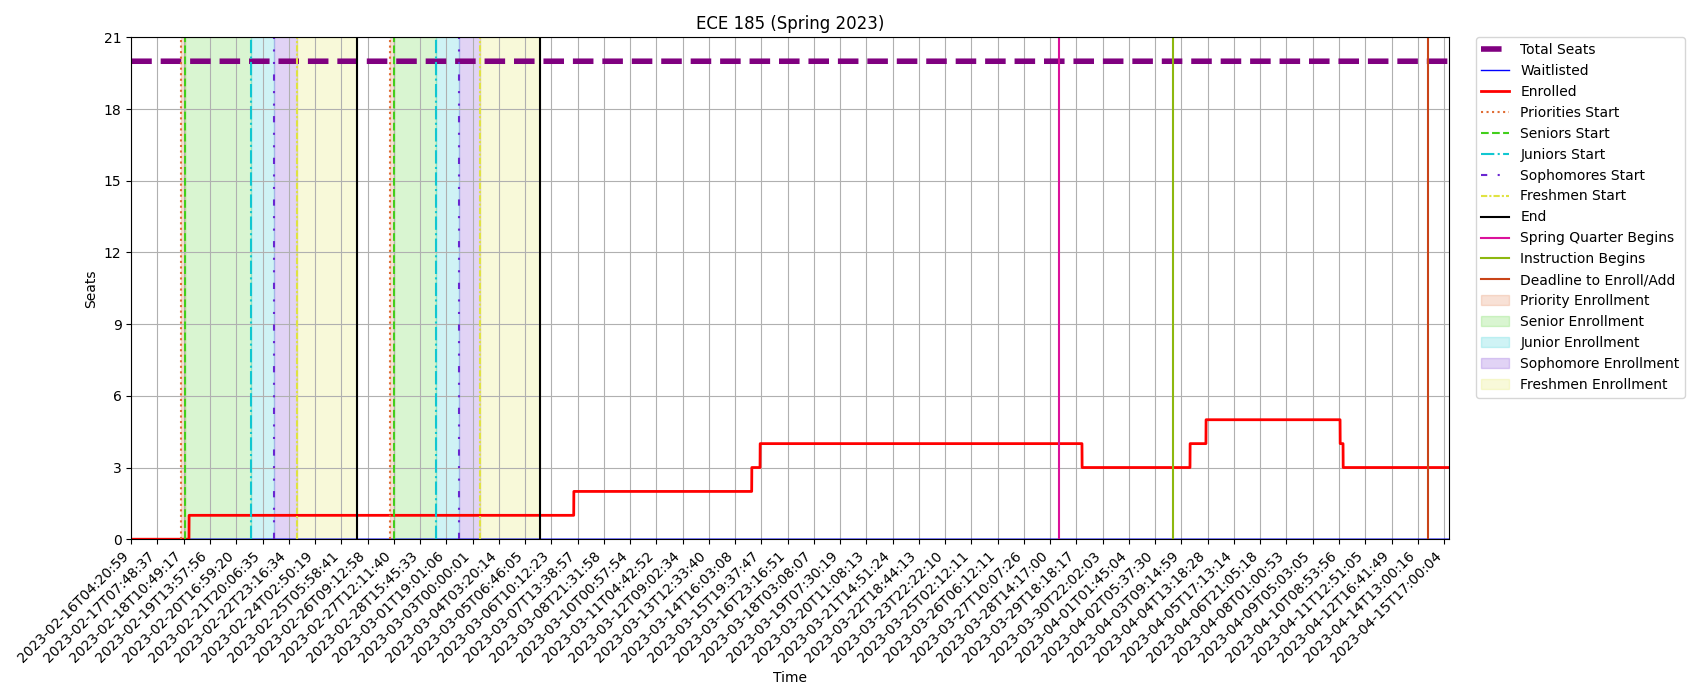 ECE 185 (Spring 2023)
21
18
15
12
9
6
3
0
Seats
2023-02-16T04:20:59
2023-02-17T07:48:37
2023-02-18T10:49:17
2023-02-19T13:57:56
2023-02-20T16:59:20
2023-02-21T20:06:35
2023-02-22T23:16:34
2023-02-24T02:50:19
2023-02-25T05:58:41
2023-02-26T09:12:58
2023-02-27T12:11:40
2023-02-28T15:45:33
2023-03-01T19:01:06
2023-03-03T00:00:01
2023-03-04T03:20:14
2023-03-05T06:46:05
2023-03-06T10:12:23
2023-03-07T13:38:57
2023-03-08T21:31:58
2023-03-10T00:57:54
2023-03-11T04:42:52
2023-03-12T09:02:34
2023-03-13T12:33:40
2023-03-14T16:03:08
2023-03-15T19:37:47
2023-03-16T23:16:51
2023-03-18T03:08:07
2023-03-19T07:30:19
2023-03-20T11:08:13
2023-03-21T14:51:24
2023-03-22T18:44:13
2023-03-23T22:22:10
2023-03-25T02:12:11
2023-03-26T06:12:11
2023-03-27T10:07:26
2023-03-28T14:17:00
2023-03-29T18:18:17
2023-03-30T22:02:03
2023-04-01T01:45:04
2023-04-02T05:37:30
2023-04-03T09:14:59
2023-04-04T13:18:28
2023-04-05T17:13:14
2023-04-06T21:05:18
2023-04-08T01:00:53
2023-04-09T05:03:05
2023-04-10T08:53:56
2023-04-11T12:51:05
2023-04-12T16:41:49
2023-04-14T13:00:16
2023-04-15T17:00:04
Time
Total Seats
Waitlisted
Enrolled
Priorities Start
Seniors Start
Juniors Start
Sophomores Start
Freshmen Start
End
Spring Quarter Begins
Instruction Begins
Deadline to Enroll/Add
Priority Enrollment
Senior Enrollment
Junior Enrollment
Sophomore Enrollment
Freshmen Enrollment